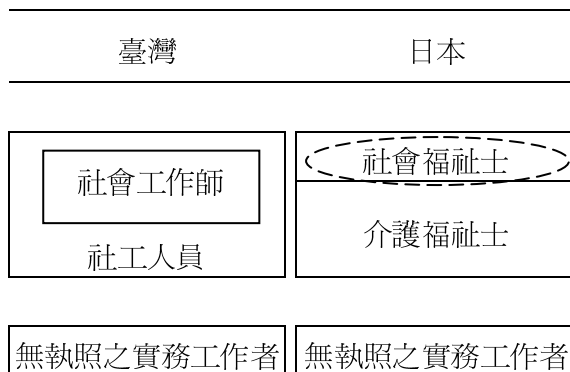 臺灣 日本
社會工作師 社會福祉士
社工人員 介護福祉士
無執照之實務工作者 無執照之實務工作者